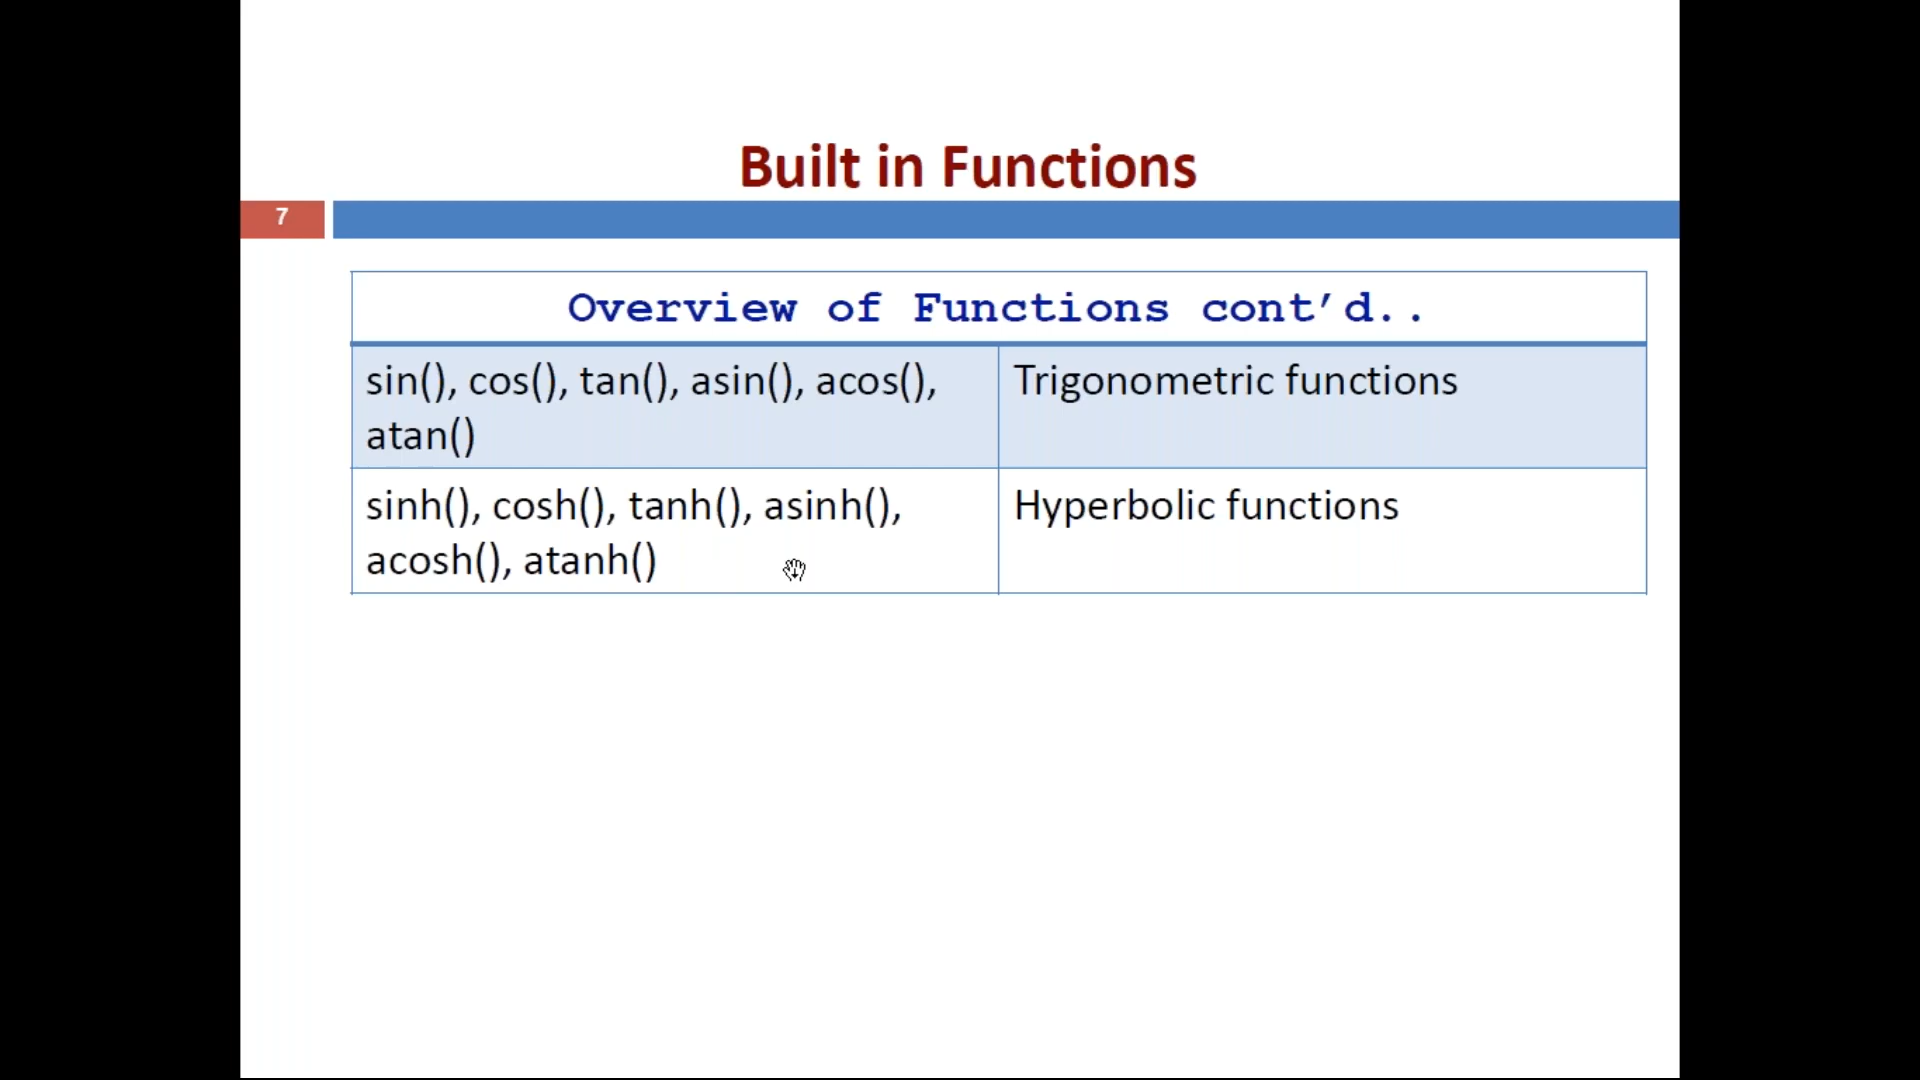 Built in Functions
7
Overview of Functions cont’d..
sin(), cos(), tan(), asin(), acos(),
atan()
Trigonometric functions
sinh(), cosh(), tanh(), asinh(),
acosh(), atanh()
Hyperbolic functions